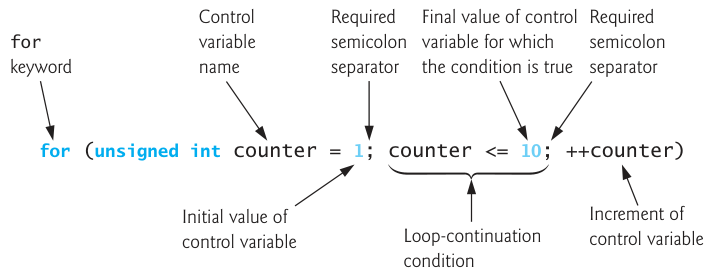 for
keyword
Control
variable
name
Required
semicolon
separator
Final value of control
variable for which
the condition is true
Required
semicolon
separator
for (unsigned int counter = 1; counter <= 10; ++counter)
Initial value of
control variable
Loop-continuation
condition
Increment of
control variable